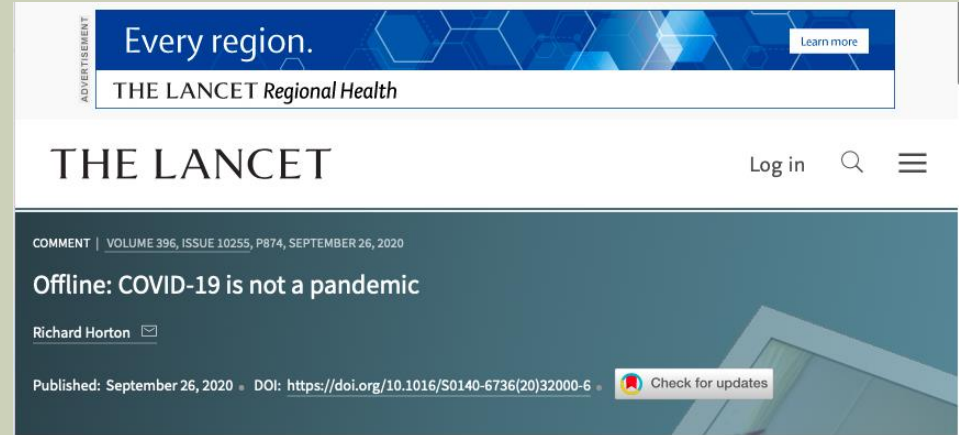 ADVERTISEMENT
Every region.
Learn more
THE LANCET Regional Health
THE LANCET
Log in
COMMENT | VOLUME 396, ISSUE 10255, P874, SEPTEMBER 26, 2020
Offline: COVID-19 is not a pandemic
Richard Horton
Published: September 26, 2020 • DOI: https://doi.org/10.1016/S0140-6736(20)32000-6 • Check for updates